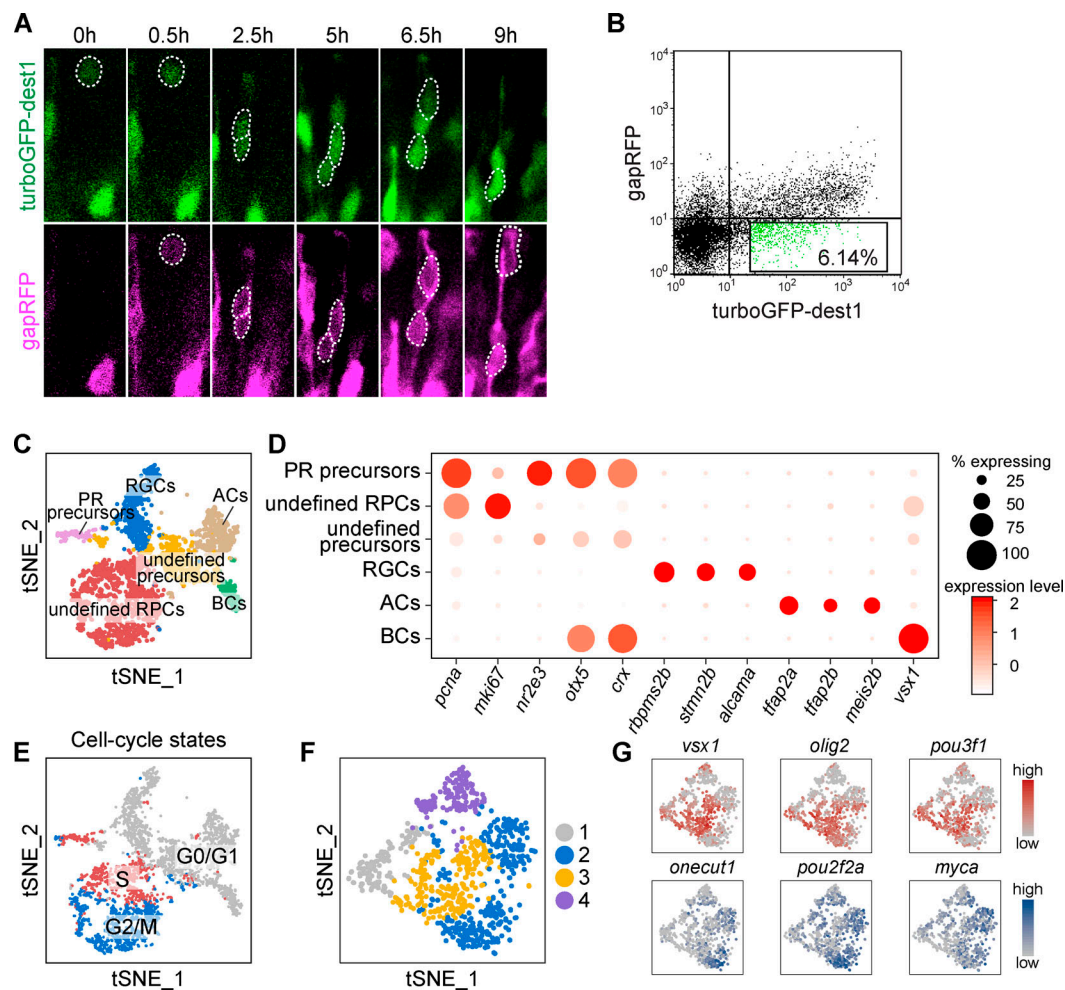 A
0h 0.5h 2.5h 5h 6.5h 9h
turboGFP-dest1
gapRFP
B
10⁴
10³
10²
10¹
10⁰
gapRFP
6.14%
10⁰ 10¹ 10² 10³ 10⁴
turboGFP-dest1
C
RGCs
PR
precursors
ACs
undefined
precursors
undefined RPCs
BCs
tSNE_2
tSNE_1
D
PR precursors
undefined RPCs
undefined
precursors
RGCs
ACs
BCs
pcna
mki67
nr2e3
otx5
crx
rbpms2b
stmn2b
alcama
tfap2a
tfap2b
meis2b
vsx1
% expressing
25
50
75
100
expression level
2
1
0
E
Cell-cycle states
G0/G1
S
G2/M
tSNE_2
tSNE_1
F
1
2
3
4
tSNE_2
tSNE_1
G
vsx1 olig2 pou3f1
high
low
onecut1 pou2f2a myca
high
low